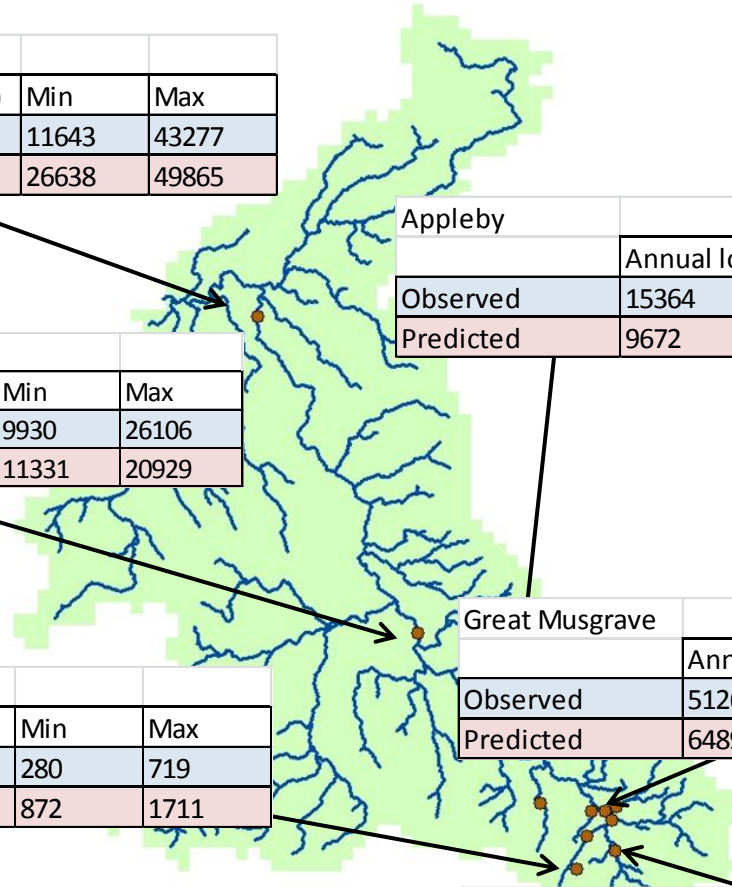 Min Max
11643 43277
26638 49865
Appleby
Annual
Observed 15364
Predicted 9672
Min Max
9930 26106
11331 20929
Great Musgrave
Observed
Predicted
Min Max
280 719
872 1711